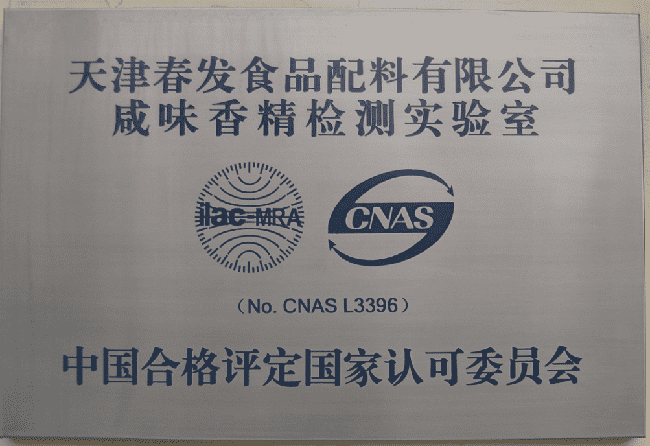 天津春发食品配料有限公司
咸味香精检测实验室
ilac-MRA
CNAS
（No. CNAS L3396）
中国合格评定国家认可委员会